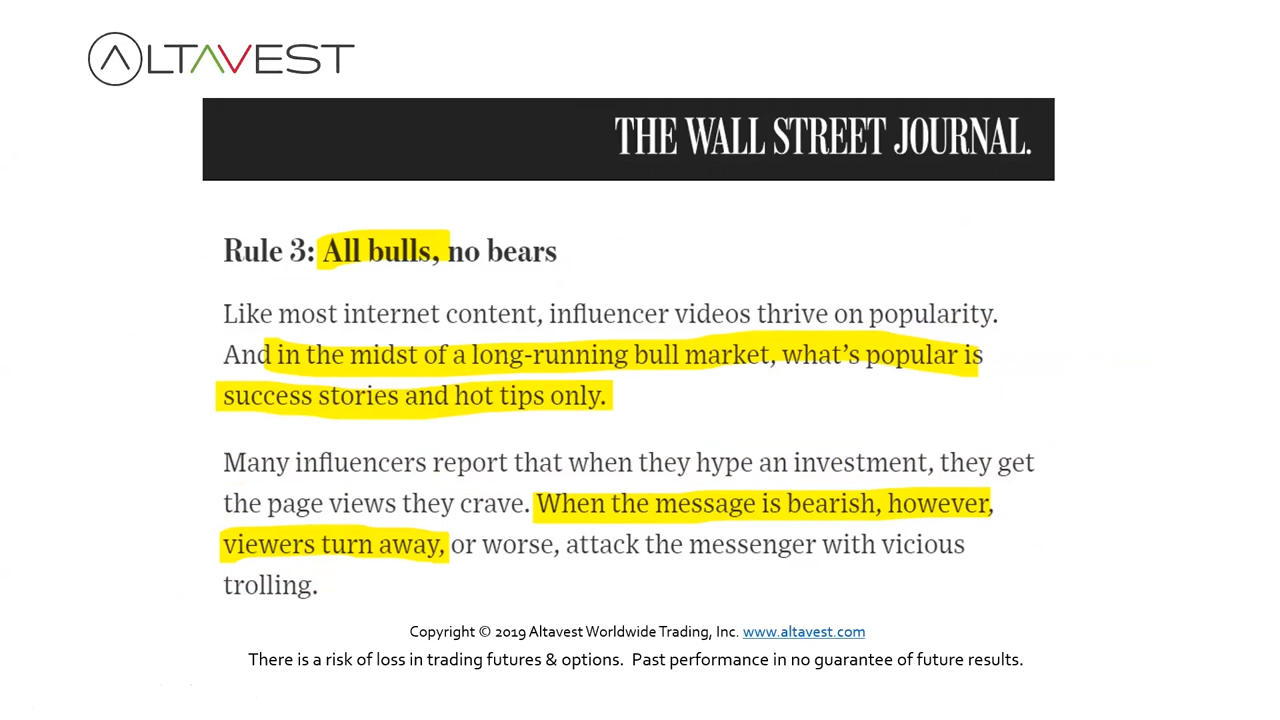 ALTAVEST
THE WALL STREET JOURNAL.
Rule 3: All bulls, no bears
Like most internet content, influencer videos thrive on popularity.
And in the midst of a long-running bull market, what’s popular is
success stories and hot tips only.
Many influencers report that when they hype an investment, they get
the page views they crave. When the message is bearish, however,
viewers turn away, or worse, attack the messenger with vicious
trolling.
Copyright © 2019 Altavest Worldwide Trading, Inc. www.altavest.com
There is a risk of loss in trading futures & options.  Past performance in no guarantee of future results.